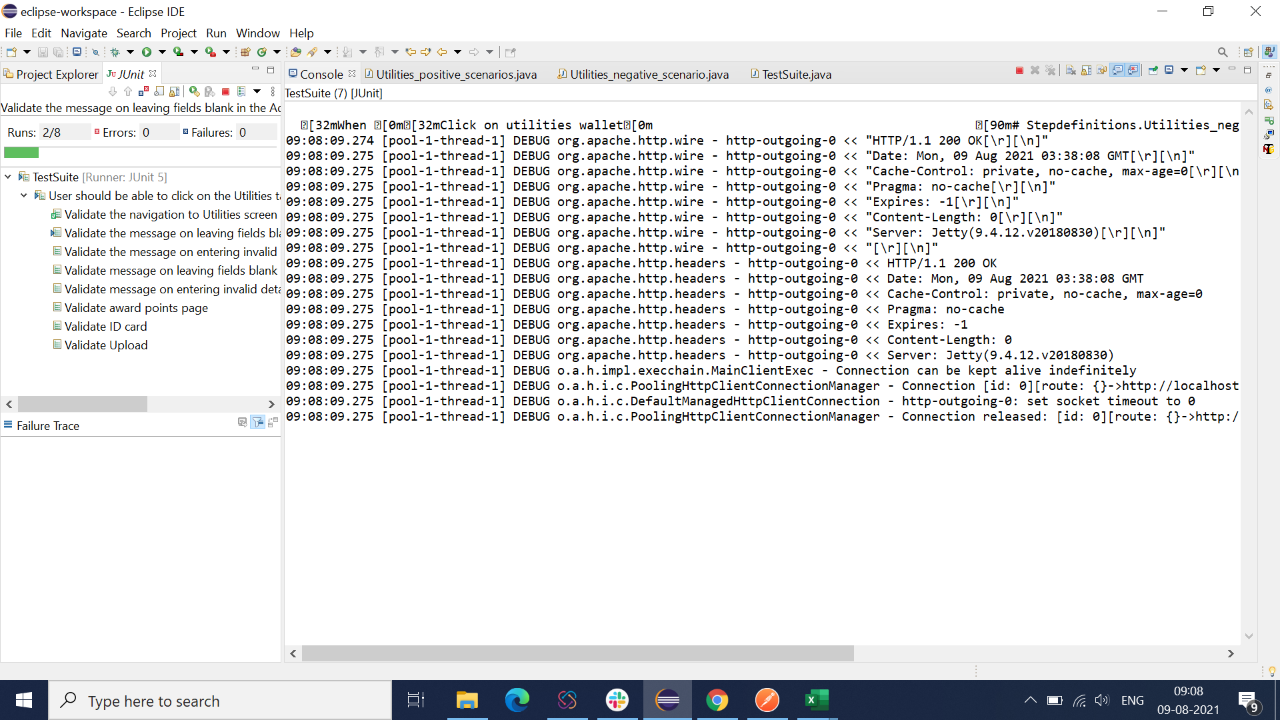 eclipse-workspace - Eclipse IDE
File Edit Navigate Search Project Run Window Help
Project Explorer JUnit Console Utilities_positive_scenarios.java Utilities_negative_scenario.java TestSuite.java
TestSuite (7) [JUnit]
Validate the message on leaving fields blank in the Ac
Runs: 2/8 Errors: 0 Failures: 0
TestSuite [Runner: JUnit 5]
User should be able to click on the Utilities t
Validate the navigation to Utilities screen
Validate the message on leaving fields bla
Validate the message on entering invalid
Validate message on leaving fields blank
Validate message on entering invalid deta
Validate award points page
Validate ID card
Validate Upload
Failure Trace
[32mWhen [0m[32mClick on utilities wallet[0m [90m# Stepdefinitions.Utilities_neg
09:08:09.274 [pool-1-thread-1] DEBUG org.apache.http.wire - http-outgoing-0 << "HTTP/1.1 200 OK[\r][\n]"
09:08:09.275 [pool-1-thread-1] DEBUG org.apache.http.wire - http-outgoing-0 << "Date: Mon, 09 Aug 2021 03:38:08 GMT[\r][\n]"
09:08:09.275 [pool-1-thread-1] DEBUG org.apache.http.wire - http-outgoing-0 << "Cache-Control: private, no-cache, max-age=0[\r][\n
09:08:09.275 [pool-1-thread-1] DEBUG org.apache.http.wire - http-outgoing-0 << "Pragma: no-cache[\r][\n]"
09:08:09.275 [pool-1-thread-1] DEBUG org.apache.http.wire - http-outgoing-0 << "Expires: -1[\r][\n]"
09:08:09.275 [pool-1-thread-1] DEBUG org.apache.http.wire - http-outgoing-0 << "Content-Length: 0[\r][\n]"
09:08:09.275 [pool-1-thread-1] DEBUG org.apache.http.wire - http-outgoing-0 << "Server: Jetty(9.4.12.v20180830)[\r][\n]"
09:08:09.275 [pool-1-thread-1] DEBUG org.apache.http.wire - http-outgoing-0 << "[\r][\n]"
09:08:09.275 [pool-1-thread-1] DEBUG org.apache.http.headers - http-outgoing-0 << HTTP/1.1 200 OK
09:08:09.275 [pool-1-thread-1] DEBUG org.apache.http.headers - http-outgoing-0 << Date: Mon, 09 Aug 2021 03:38:08 GMT
09:08:09.275 [pool-1-thread-1] DEBUG org.apache.http.headers - http-outgoing-0 << Cache-Control: private, no-cache, max-age=0
09:08:09.275 [pool-1-thread-1] DEBUG org.apache.http.headers - http-outgoing-0 << Pragma: no-cache
09:08:09.275 [pool-1-thread-1] DEBUG org.apache.http.headers - http-outgoing-0 << Expires: -1
09:08:09.275 [pool-1-thread-1] DEBUG org.apache.http.headers - http-outgoing-0 << Content-Length: 0
09:08:09.275 [pool-1-thread-1] DEBUG org.apache.http.headers - http-outgoing-0 << Server: Jetty(9.4.12.v20180830)
09:08:09.275 [pool-1-thread-1] DEBUG o.a.h.impl.execchain.MainClientExec - Connection can be kept alive indefinitely
09:08:09.275 [pool-1-thread-1] DEBUG o.a.h.i.c.PoolingHttpClientConnectionManager - Connection [id: 0][route: {}->http://localhost
09:08:09.275 [pool-1-thread-1] DEBUG o.a.h.i.c.DefaultManagedHttpClientConnection - http-outgoing-0: set socket timeout to 0
09:08:09.275 [pool-1-thread-1] DEBUG o.a.h.i.c.PoolingHttpClientConnectionManager - Connection released: [id: 0][route: {}->http:/
Type here to search
ENG
09:08
09-08-2021
9